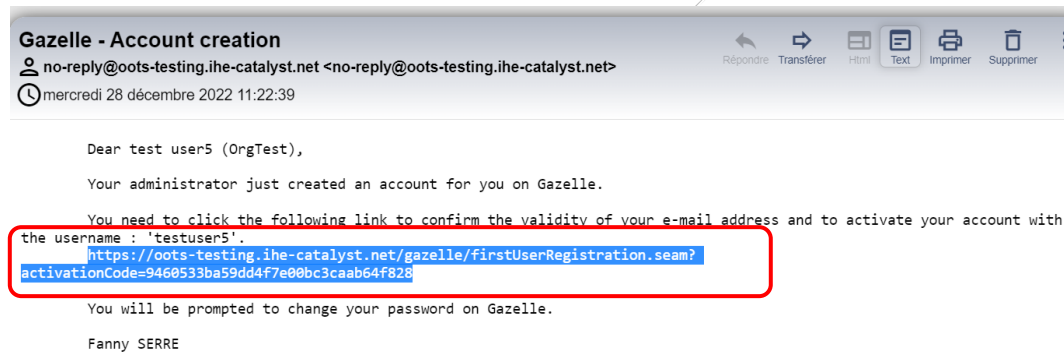 Gazelle - Account creation
no-reply@oots-testing.ihe-catalyst.net <no-reply@oots-testing.ihe-catalyst.net>
Répondre Transférer Html Text Imprimer Supprimer
mercredi 28 décembre 2022 11:22:39
Dear test user5 (OrgTest),
Your administrator just created an account for you on Gazelle.
You need to click the following link to confirm the validity of your e-mail address and to activate your account with
the username : 'testuser5'.
https://oots-testing.ihe-catalyst.net/gazelle/firstUserRegistration.seam?
activationCode=9460533ba59dd4f7e00bc3caab64f828
You will be prompted to change your password on Gazelle.
Fanny SERRE